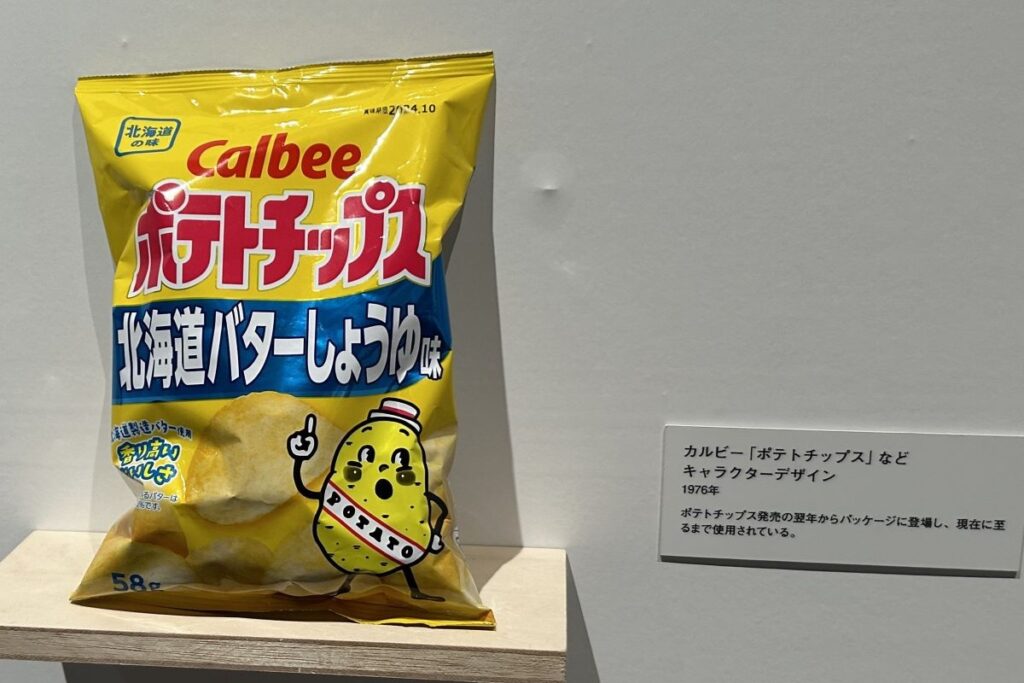 賞味期限2024.10
北海道
の味
Calbee
ポテトチップス
北海道バターしょうゆ味
海道製造バター使用
香り高い
POTATO
58g
カルビー「ポテトチップス」など
キャラクターデザイン
1976年
ポテトチップス発売の翌年からパッケージに登場し、現在に至
るまで使用されている。